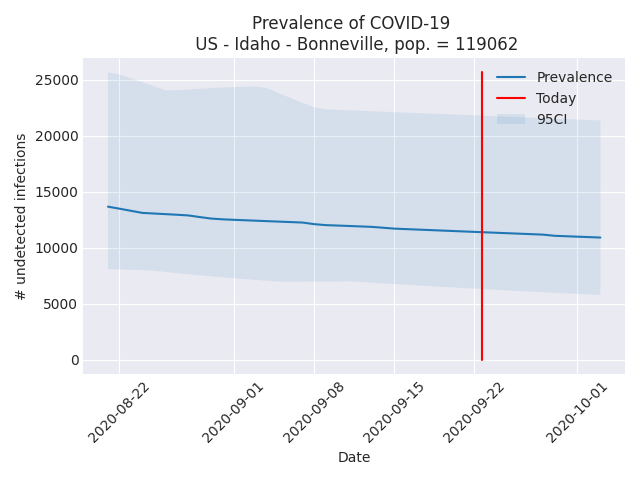 Prevalence of COVID-19
US - Idaho - Bonneville, pop. = 119062
25000
20000
15000
10000
5000
0
# undetected infections
Prevalence
Today
95CI
2020-08-22
2020-09-01
2020-09-08
2020-09-15
2020-09-22
2020-10-01
Date